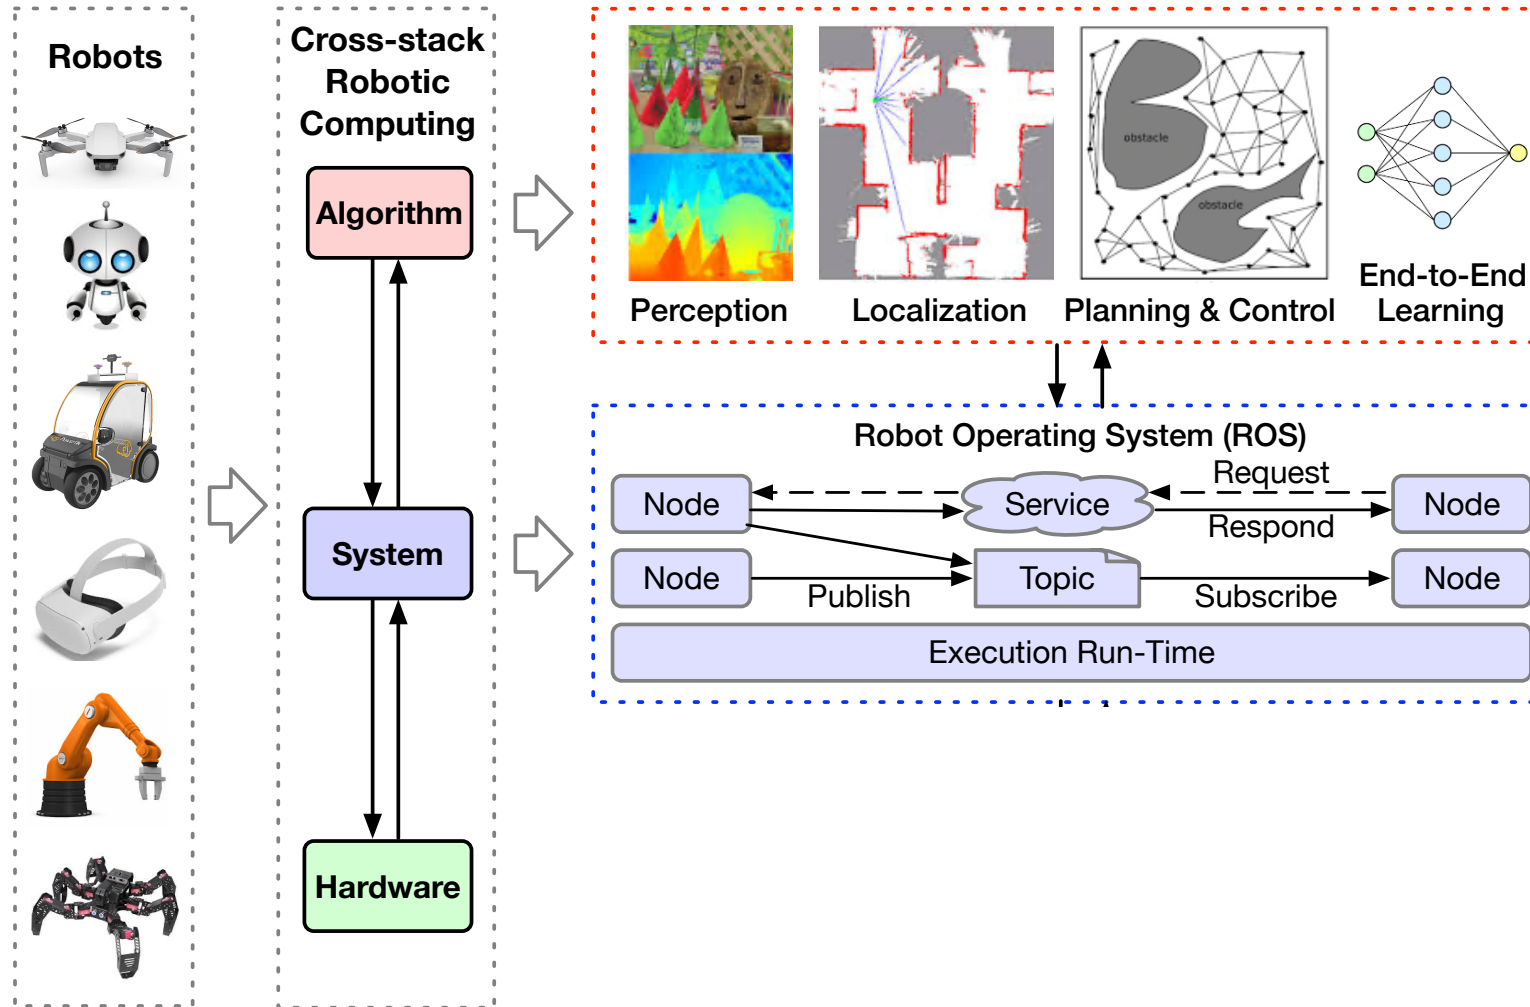 Robots
Cross-stack
Robotic
Computing
Algorithm
System
Hardware
obstacle
obstacle
Perception
Localization
Planning & Control
End-to-End
Learning
Robot Operating System (ROS)
Node
Service
Request
Respond
Node
Node
Publish
Topic
Subscribe
Node
Execution Run-Time